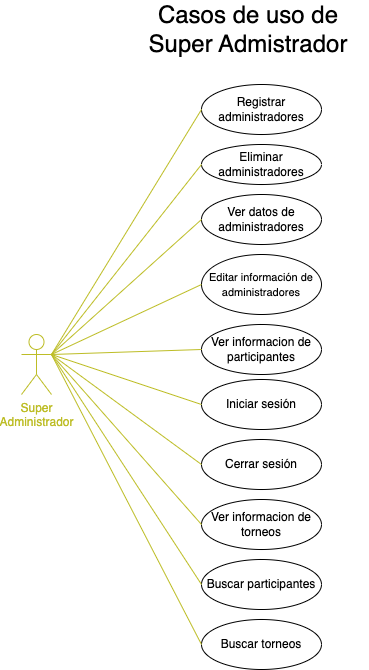 Casos de uso de
Super Admistrador
Registrar
administradores
Eliminar
administradores
Ver datos de
administradores
Editar información de
administradores
Ver informacion de
participantes
Iniciar sesión
Super
Administrador
Cerrar sesión
Ver informacion de
torneos
Buscar participantes
Buscar torneos